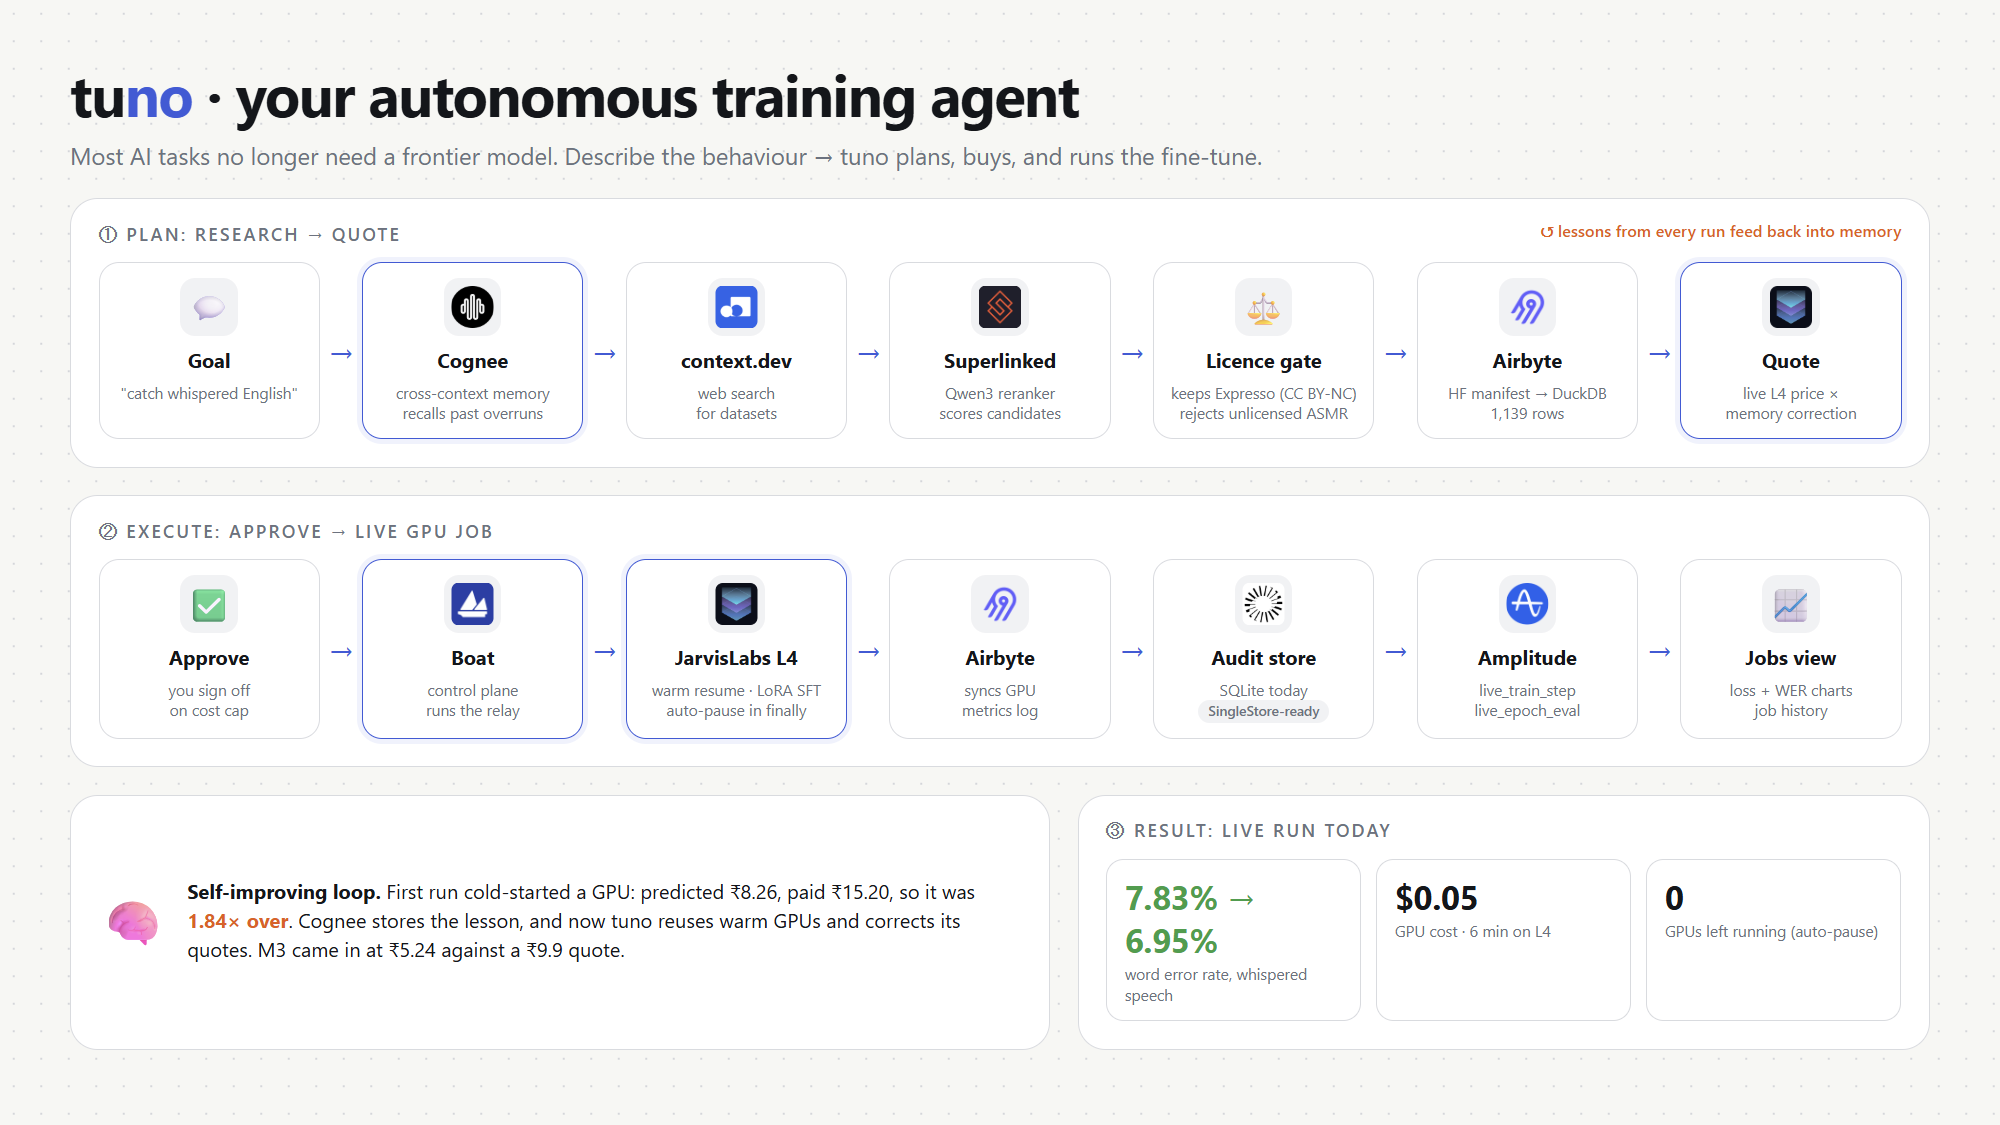 tuno · your autonomous training agent
Most AI tasks no longer need a frontier model. Describe the behaviour → tuno plans, buys, and runs the fine-tune.
① PLAN: RESEARCH → QUOTE
↺ lessons from every run feed back into memory
Goal
"catch whispered English"
→
Cognee
cross-context memory
recalls past overruns
→
context.dev
web search
for datasets
→
Superlinked
Qwen3 reranker
scores candidates
→
Licence gate
keeps Expresso (CC BY-NC)
rejects unlicensed ASMR
→
Airbyte
HF manifest → DuckDB
1,139 rows
→
Quote
live L4 price ×
memory correction
② EXECUTE: APPROVE → LIVE GPU JOB
Approve
you sign off
on cost cap
→
Boat
control plane
runs the relay
→
JarvisLabs L4
warm resume · LoRA SFT
auto-pause in finally
→
Airbyte
syncs GPU
metrics log
→
Audit store
SQLite today
SingleStore-ready
→
Amplitude
live_train_step
live_epoch_eval
→
Jobs view
loss + WER charts
job history
Self-improving loop. First run cold-started a GPU: predicted ₹8.26, paid ₹15.20, so it was
1.84× over. Cognee stores the lesson, and now tuno reuses warm GPUs and corrects its
quotes. M3 came in at ₹5.24 against a ₹9.9 quote.
③ RESULT: LIVE RUN TODAY
7.83% →
6.95%
word error rate, whispered
speech
$0.05
GPU cost · 6 min on L4
0
GPUs left running (auto-pause)